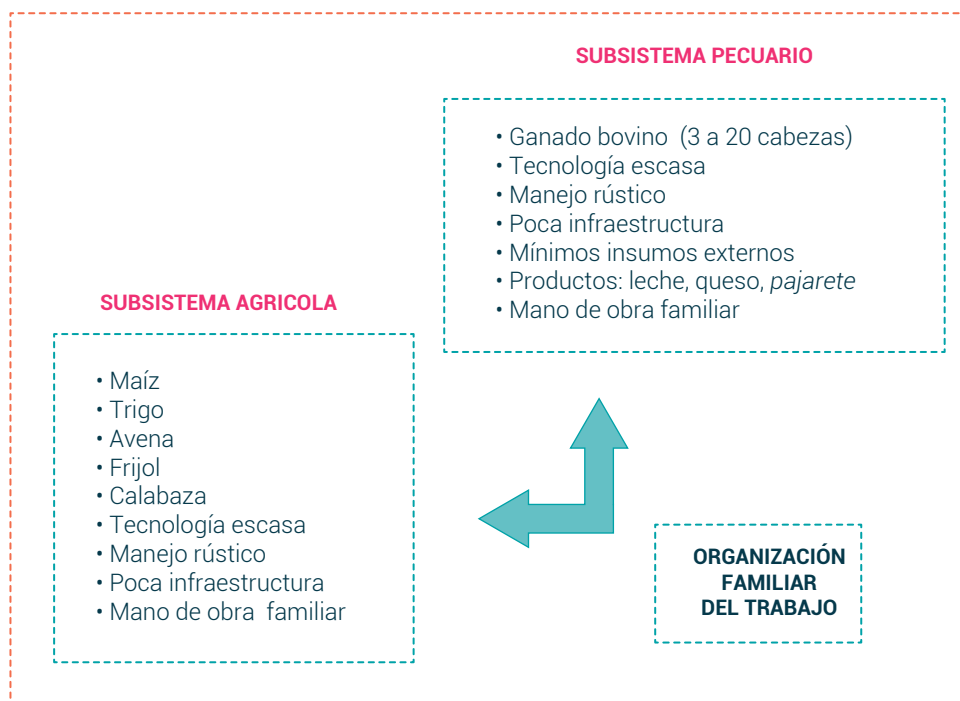 SUBSISTEMA PECUARIO
• Ganado bovino (3 a 20 cabezas)
• Tecnología escasa
• Manejo rústico
• Poca infraestructura
• Mínimos insumos externos
• Productos: leche, queso, pajarete
• Mano de obra familiar
SUBSISTEMA AGRICOLA
• Maíz
• Trigo
• Avena
• Frijol
• Calabaza
• Tecnología escasa
• Manejo rústico
• Poca infraestructura
• Mano de obra familiar
ORGANIZACIÓN
FAMILIAR
DEL TRABAJO